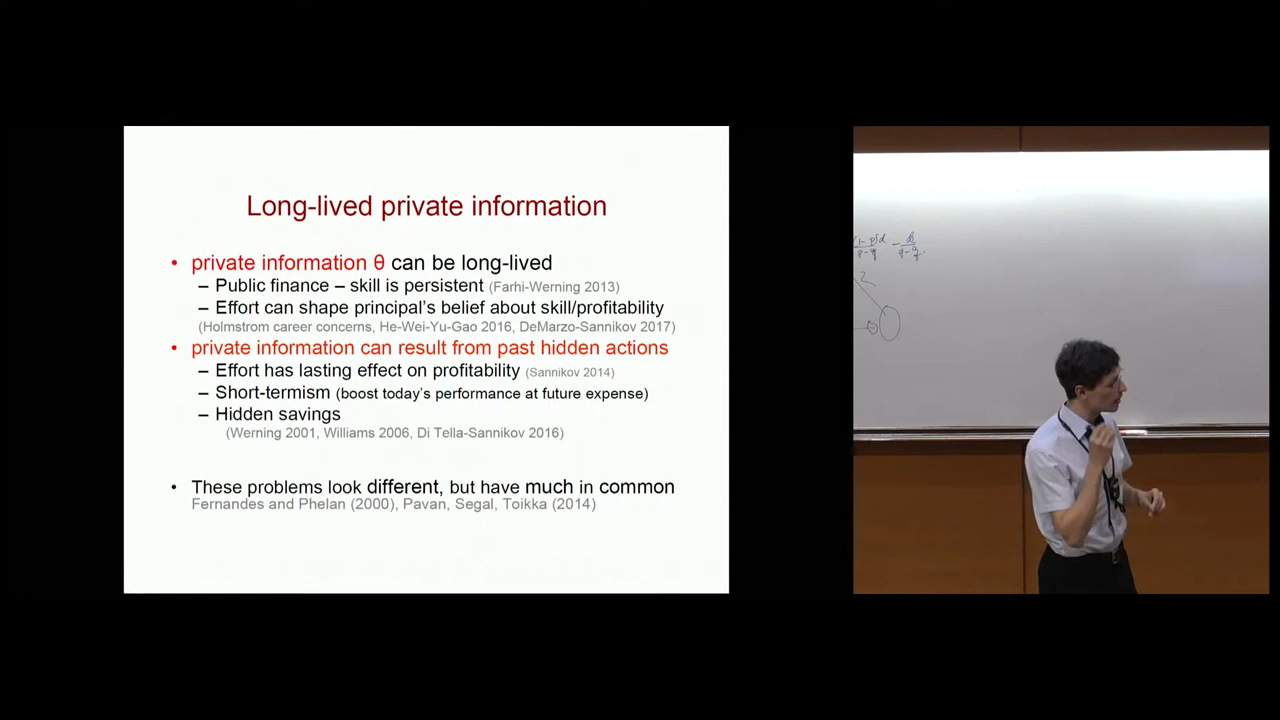 Long-lived private information
• private information θ can be long-lived
– Public finance – skill is persistent (Farhi-Werning 2013)
– Effort can shape principal's belief about skill/profitability
(Holmstrom career concerns, He-Wei-Yu-Gao 2016, DeMarzo-Sannikov 2017)
• private information can result from past hidden actions
– Effort has lasting effect on profitability (Sannikov 2014)
– Short-termism (boost today's performance at future expense)
– Hidden savings
(Werning 2001, Williams 2006, Di Tella-Sannikov 2016)
• These problems look different, but have much in common
Fernandes and Phelan (2000), Pavan, Segal, Toikka (2014)